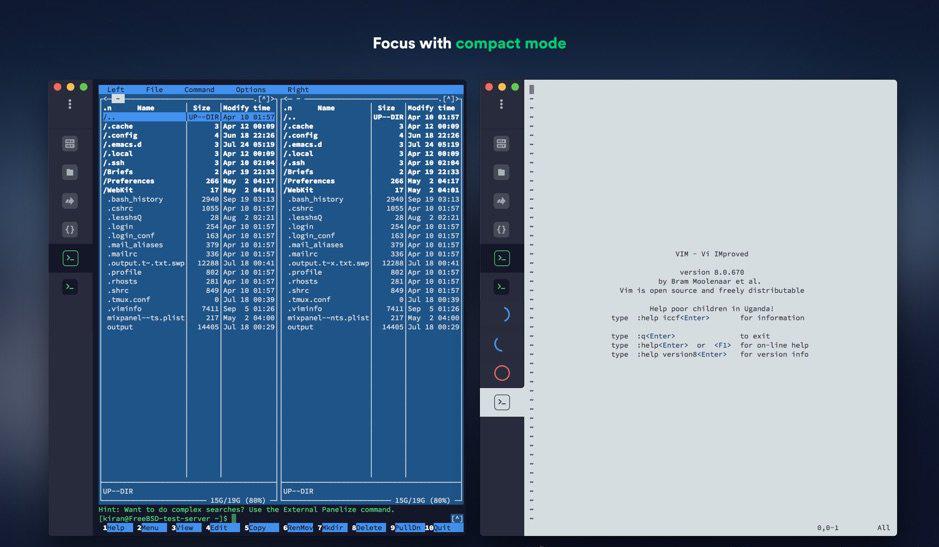 Focus with compact mode
Left File Command Options Right
.[^]>
.n Name Size Modify time
/.. UP--DIR Apr 10 01:57
/.cache 3 Apr 12 00:09
/.config 4 Jun 18 22:26
/.emacs.d 3 Jul 24 05:19
/.local 3 Apr 12 00:09
/.ssh 3 Apr 10 02:04
/Briefs 2 Apr 19 22:33
/Preferences 266 May 2 04:17
/WebKit 17 May 2 04:01
.bash_history 2940 Sep 19 03:13
.cshrc 1055 Apr 10 01:57
.lesshsQ 28 Aug 2 02:21
.login 254 Apr 10 01:57
.login_conf 163 Apr 10 01:57
.mail_aliases 379 Apr 10 01:57
.mailrc 336 Apr 10 01:57
.output.t~.txt.swp 12288 Jul 18 00:41
.profile 802 Apr 10 01:57
.rhosts 281 Apr 10 01:57
.shrc 849 Apr 10 01:57
.tmux.conf 0 Jul 18 00:39
.viminfo 7411 Sep 5 01:26
mixpanel~~ts.plist 217 May 2 04:00
output 14405 Jul 18 00:29
UP--DIR
15G/19G (80%)
.[^]>
.n Name Size Modify time
/.. UP--DIR Apr 10 01:57
/.cache 3 Apr 12 00:09
/.config 4 Jun 18 22:26
/.emacs.d 3 Jul 24 05:19
/.local 3 Apr 12 00:09
/.ssh 3 Apr 10 02:04
/Briefs 2 Apr 19 22:33
/Preferences 266 May 2 04:17
/WebKit 17 May 2 04:01
.bash_history 2940 Sep 19 03:13
.cshrc 1055 Apr 10 01:57
.lesshsQ 28 Aug 2 02:21
.login 254 Apr 10 01:57
.login_conf 163 Apr 10 01:57
.mail_aliases 379 Apr 10 01:57
.mailrc 336 Apr 10 01:57
.output.t~x.txt.swp 12288 Jul 18 00:41
.profile 802 Apr 10 01:57
.rhosts 281 Apr 10 01:57
.shrc 849 Apr 10 01:57
.tmux.conf 0 Jul 18 00:39
.viminfo 7411 Sep 5 01:26
mixpanel~~ts.plist 217 May 2 04:00
output 14405 Jul 18 00:29
UP--DIR
15G/19G (80%)
Hint: Want to do complex searches? Use the External Panelize command.
[kiran@FreeBSD-test-server ~]$ [^]
1Help 2Menu 3View 4Edit 5Copy 6RenMov 7Mkdir 8Delete 9PullDn 10Quit
VIM - Vi IMproved
version 8.0.670
by Bram Moolenaar et al.
Vim is open source and freely distributable
Help poor children in Uganda!
type :help iccf<Enter> for information
type :q<Enter> to exit
type :help<Enter> or <F1> for on-line help
type :help version8<Enter> for version info
0,0-1 All